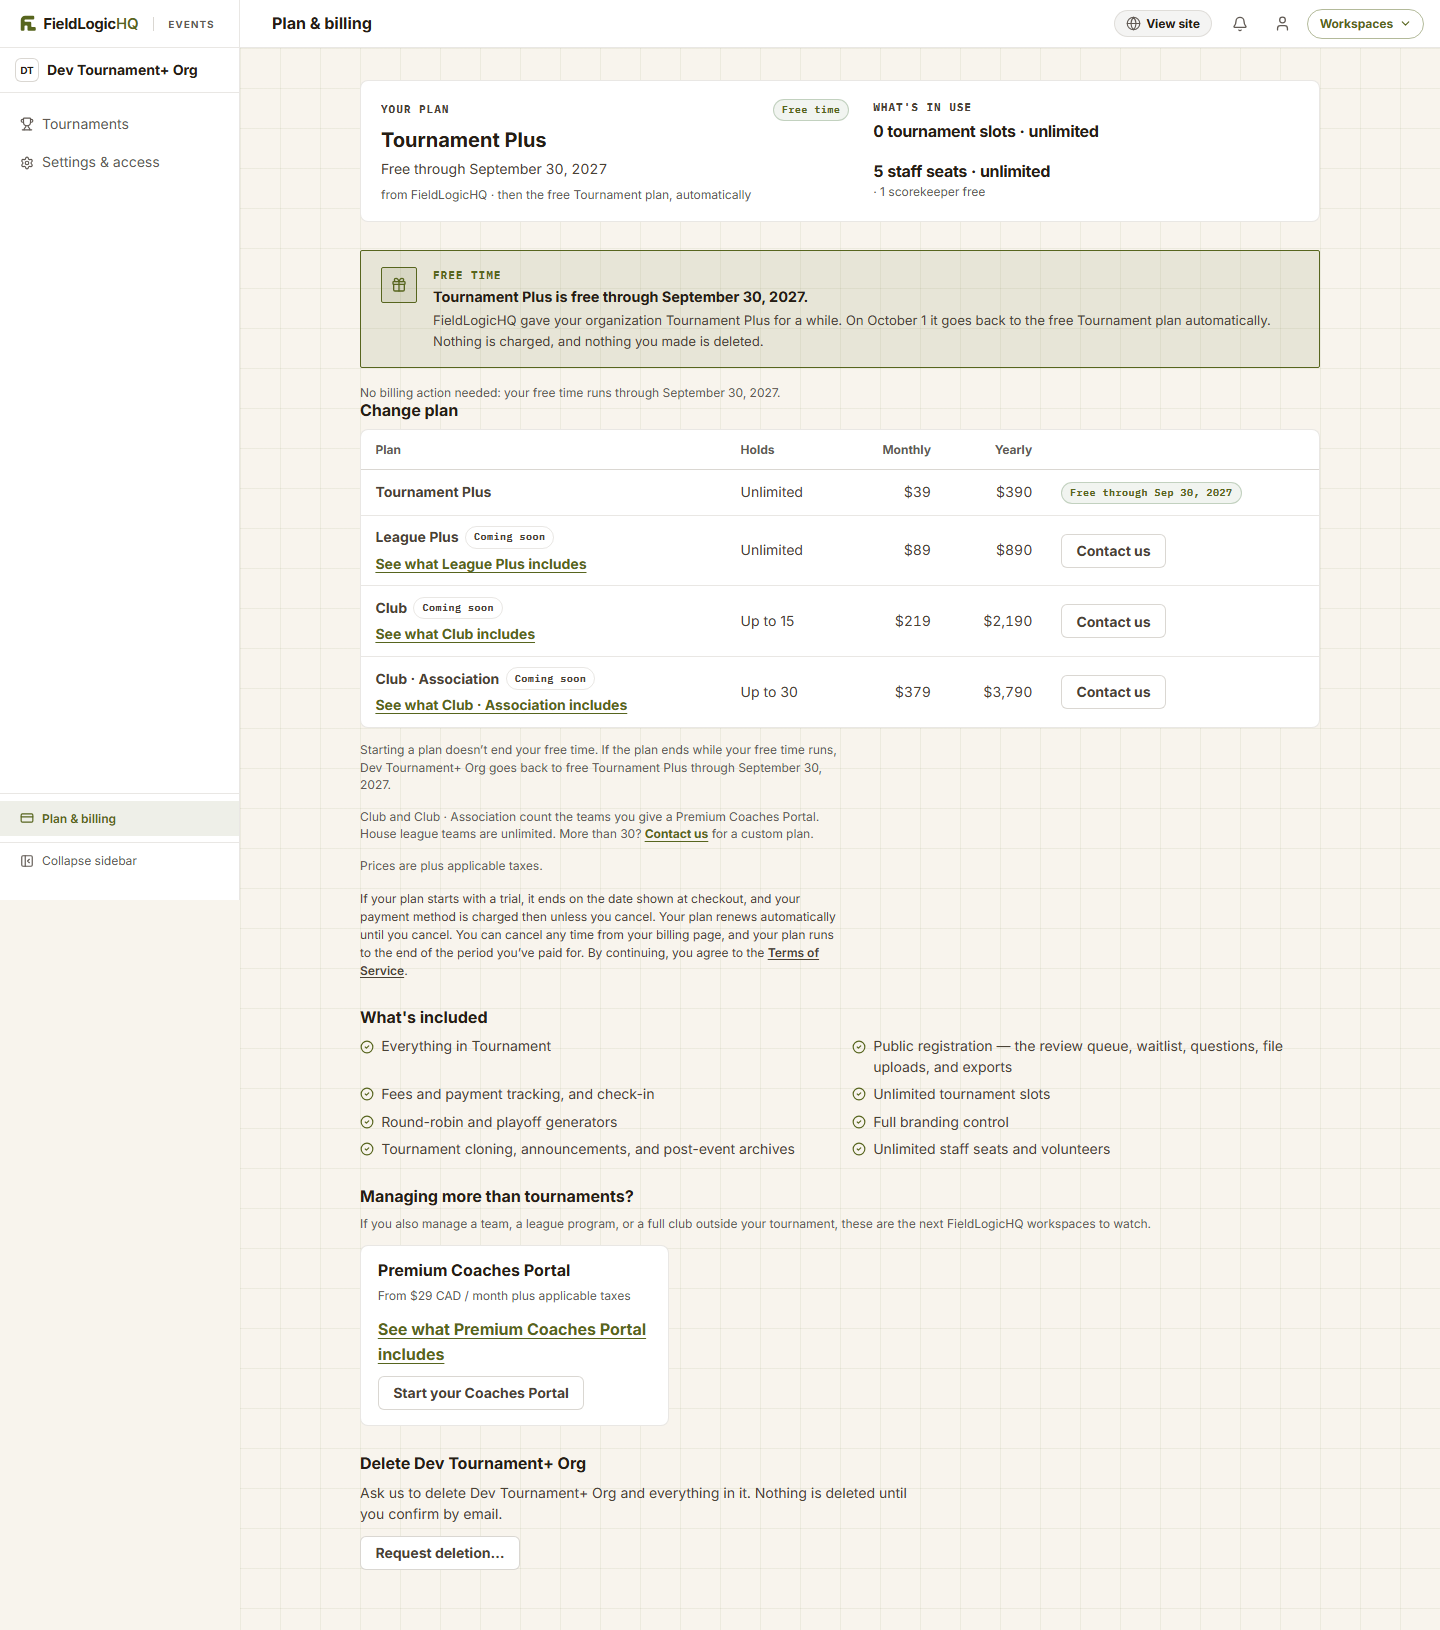 FieldLogicHQ EVENTS
Plan & billing
View site
Workspaces
DT Dev Tournament+ Org
Tournaments
Settings & access
YOUR PLAN
Free time
Tournament Plus
Free through September 30, 2027
from FieldLogicHQ · then the free Tournament plan, automatically
WHAT'S IN USE
0 tournament slots · unlimited
5 staff seats · unlimited
· 1 scorekeeper free
FREE TIME
Tournament Plus is free through September 30, 2027.
FieldLogicHQ gave your organization Tournament Plus for a while. On October 1 it goes back to the free Tournament plan automatically.
Nothing is charged, and nothing you made is deleted.
No billing action needed: your free time runs through September 30, 2027.
Change plan
Plan Holds Monthly Yearly
Tournament Plus Unlimited $39 $390 Free through Sep 30, 2027
League Plus Coming soon
See what League Plus includes
Unlimited $89 $890 Contact us
Club Coming soon
See what Club includes
Up to 15 $219 $2,190 Contact us
Club · Association Coming soon
See what Club · Association includes
Up to 30 $379 $3,790 Contact us
Starting a plan doesn’t end your free time. If the plan ends while your free time runs,
Dev Tournament+ Org goes back to free Tournament Plus through September 30,
2027.
Club and Club · Association count the teams you give a Premium Coaches Portal.
House league teams are unlimited. More than 30? Contact us for a custom plan.
Prices are plus applicable taxes.
If your plan starts with a trial, it ends on the date shown at checkout, and your
payment method is charged then unless you cancel. Your plan renews automatically
until you cancel. You can cancel any time from your billing page, and your plan runs
to the end of the period you’ve paid for. By continuing, you agree to the Terms of
Service.
Plan & billing
Collapse sidebar
What's included
Everything in Tournament
Public registration — the review queue, waitlist, questions, file
uploads, and exports
Fees and payment tracking, and check-in
Unlimited tournament slots
Round-robin and playoff generators
Full branding control
Tournament cloning, announcements, and post-event archives
Unlimited staff seats and volunteers
Managing more than tournaments?
If you also manage a team, a league program, or a full club outside your tournament, these are the next FieldLogicHQ workspaces to watch.
Premium Coaches Portal
From $29 CAD / month plus applicable taxes
See what Premium Coaches Portal
includes
Start your Coaches Portal
Delete Dev Tournament+ Org
Ask us to delete Dev Tournament+ Org and everything in it. Nothing is deleted until
you confirm by email.
Request deletion...